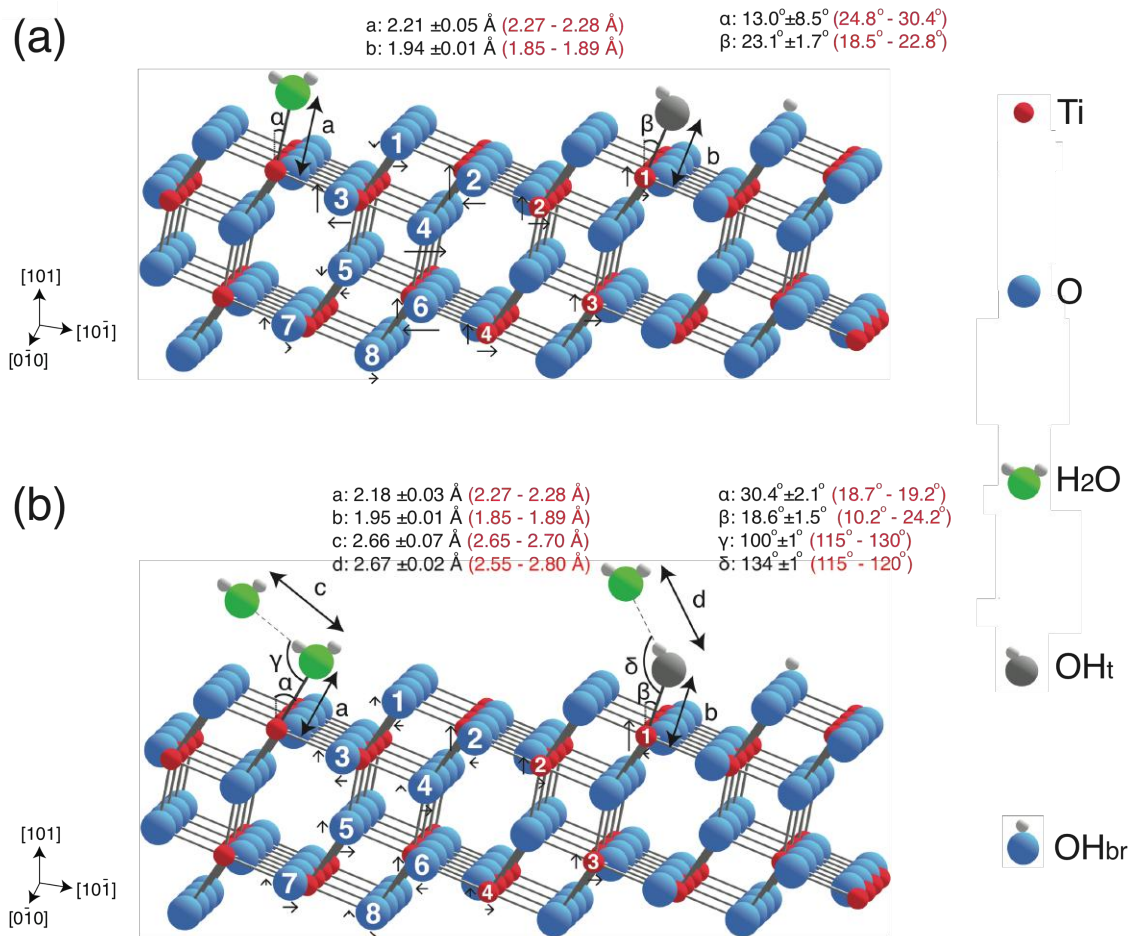 (a)
a: 2.21 ±0.05 Å (2.27 - 2.28 Å)
b: 1.94 ±0.01 Å (1.85 - 1.89 Å)
α: 13.0°±8.5° (24.8° - 30.4°)
β: 23.1°±1.7° (18.5° - 22.8°)
α
a
β
b
1
2
3
4
5
6
7
8
1
2
3
4
[101]
[101̄]
[01̄0]
Ti
O
H2O
OHt
OHbr
(b)
a: 2.18 ±0.03 Å (2.27 - 2.28 Å)
b: 1.95 ±0.01 Å (1.85 - 1.89 Å)
c: 2.66 ±0.07 Å (2.65 - 2.70 Å)
d: 2.67 ±0.02 Å (2.55 - 2.80 Å)
α: 30.4°±2.1° (18.7° - 19.2°)
β: 18.6°±1.5° (10.2° - 24.2°)
γ: 100°±1° (115° - 130°)
δ: 134°±1° (115° - 120°)
c
d
γ
α
a
δ
β
b
1
2
3
4
5
6
7
8
1
2
3
4
[101]
[101̄]
[01̄0]